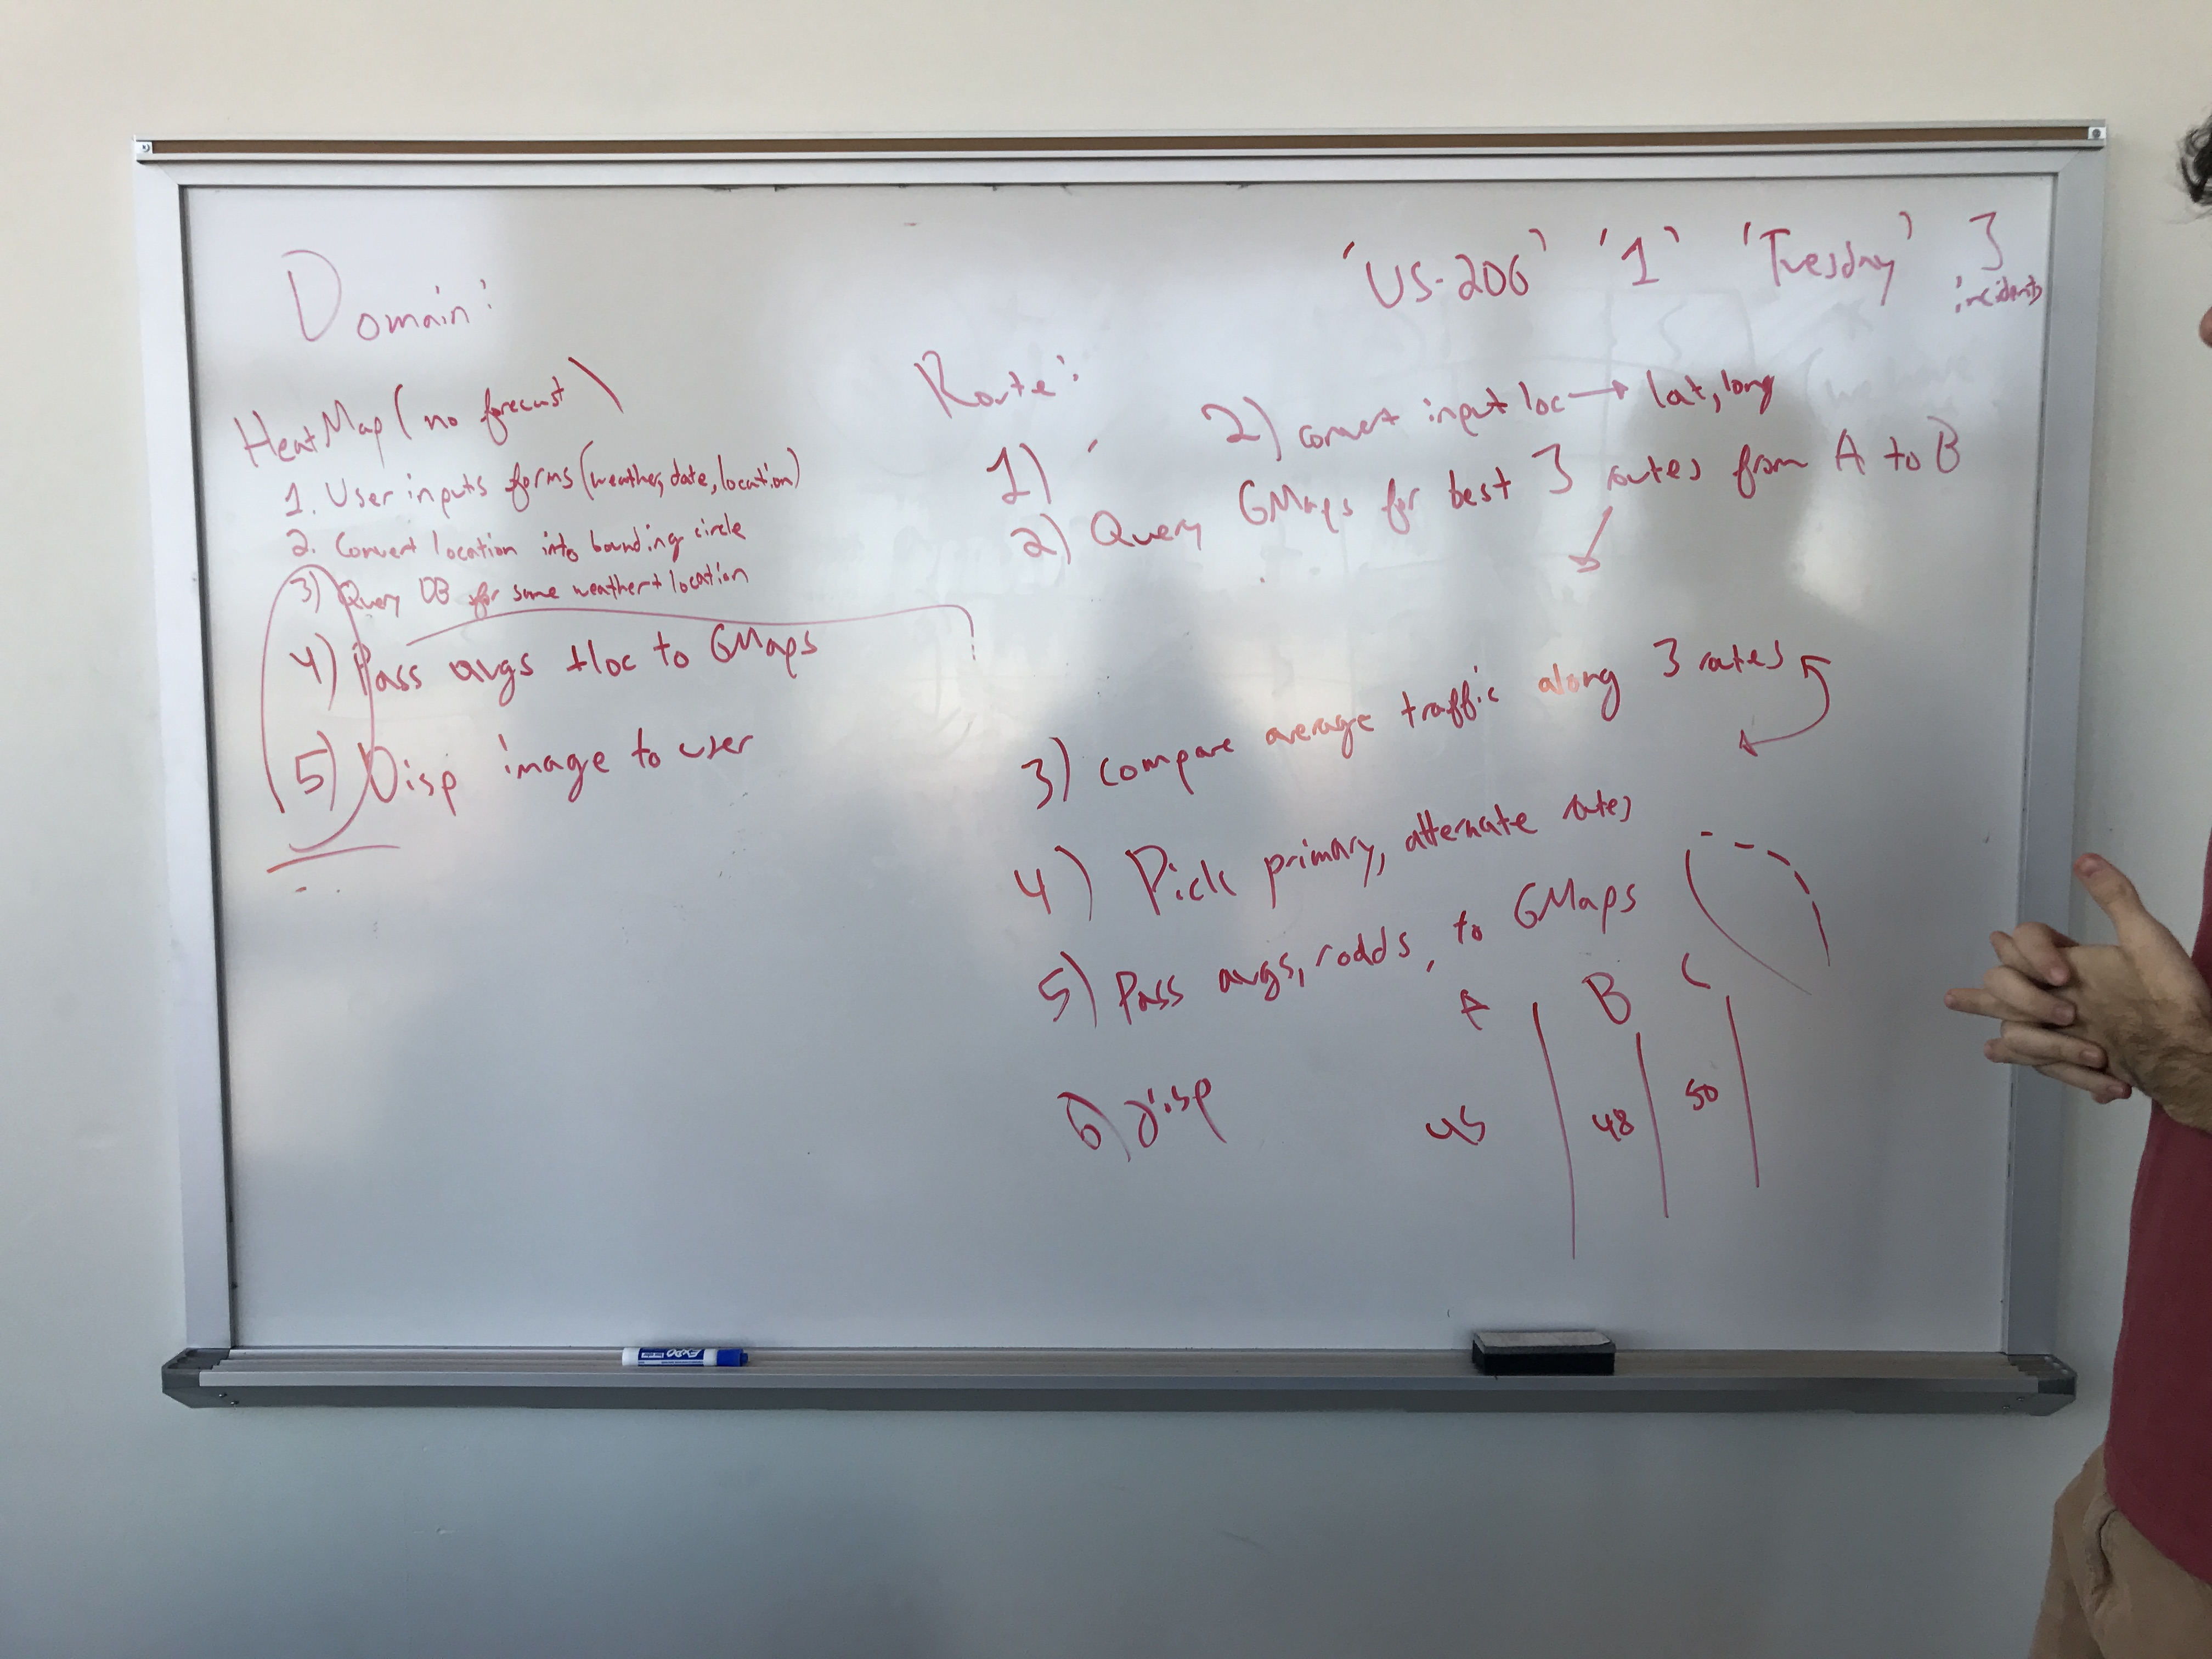 'US-206' '1' 'Tuesday' 3
incidents
Domain:
HeatMap (no forecast)
1. User inputs forms (weather, date, location)
2. Convert location into bounding circle
3) Query DB for same weather + location
4) Pass avgs + loc to GMaps
5) Disp image to user
Route:
1) '
2) convert input loc → lat, long
2) Query GMaps for best 3 routes from A to B
3) Compare average traffic along 3 routes
4) Pick primary, alternate routes
5) Pass avgs, roads, to GMaps
6) Disp
A B C
45 48 50
EXPO